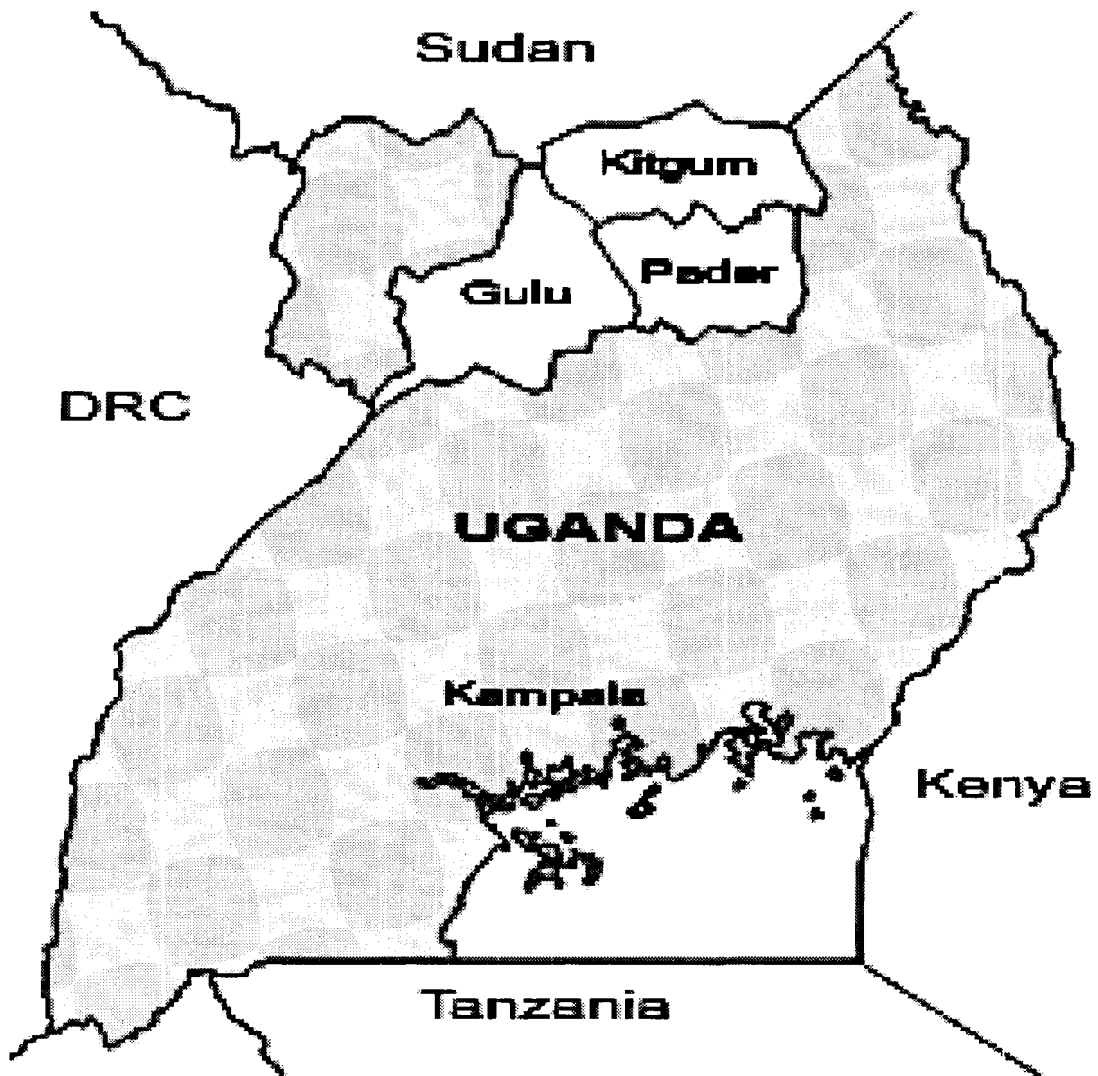 Sudan
Kitgum
Pader
Gulu
DRC
UGANDA
Kampala
Kenya
Tanzania